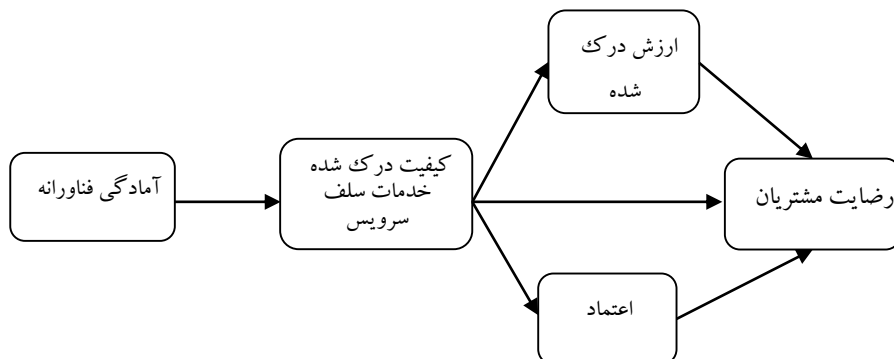 ارزش درک
شده
کیفیت درک شده
خدمات سلف
سرویس
آمادگی فناورانه
رضایت مشتریان
اعتماد